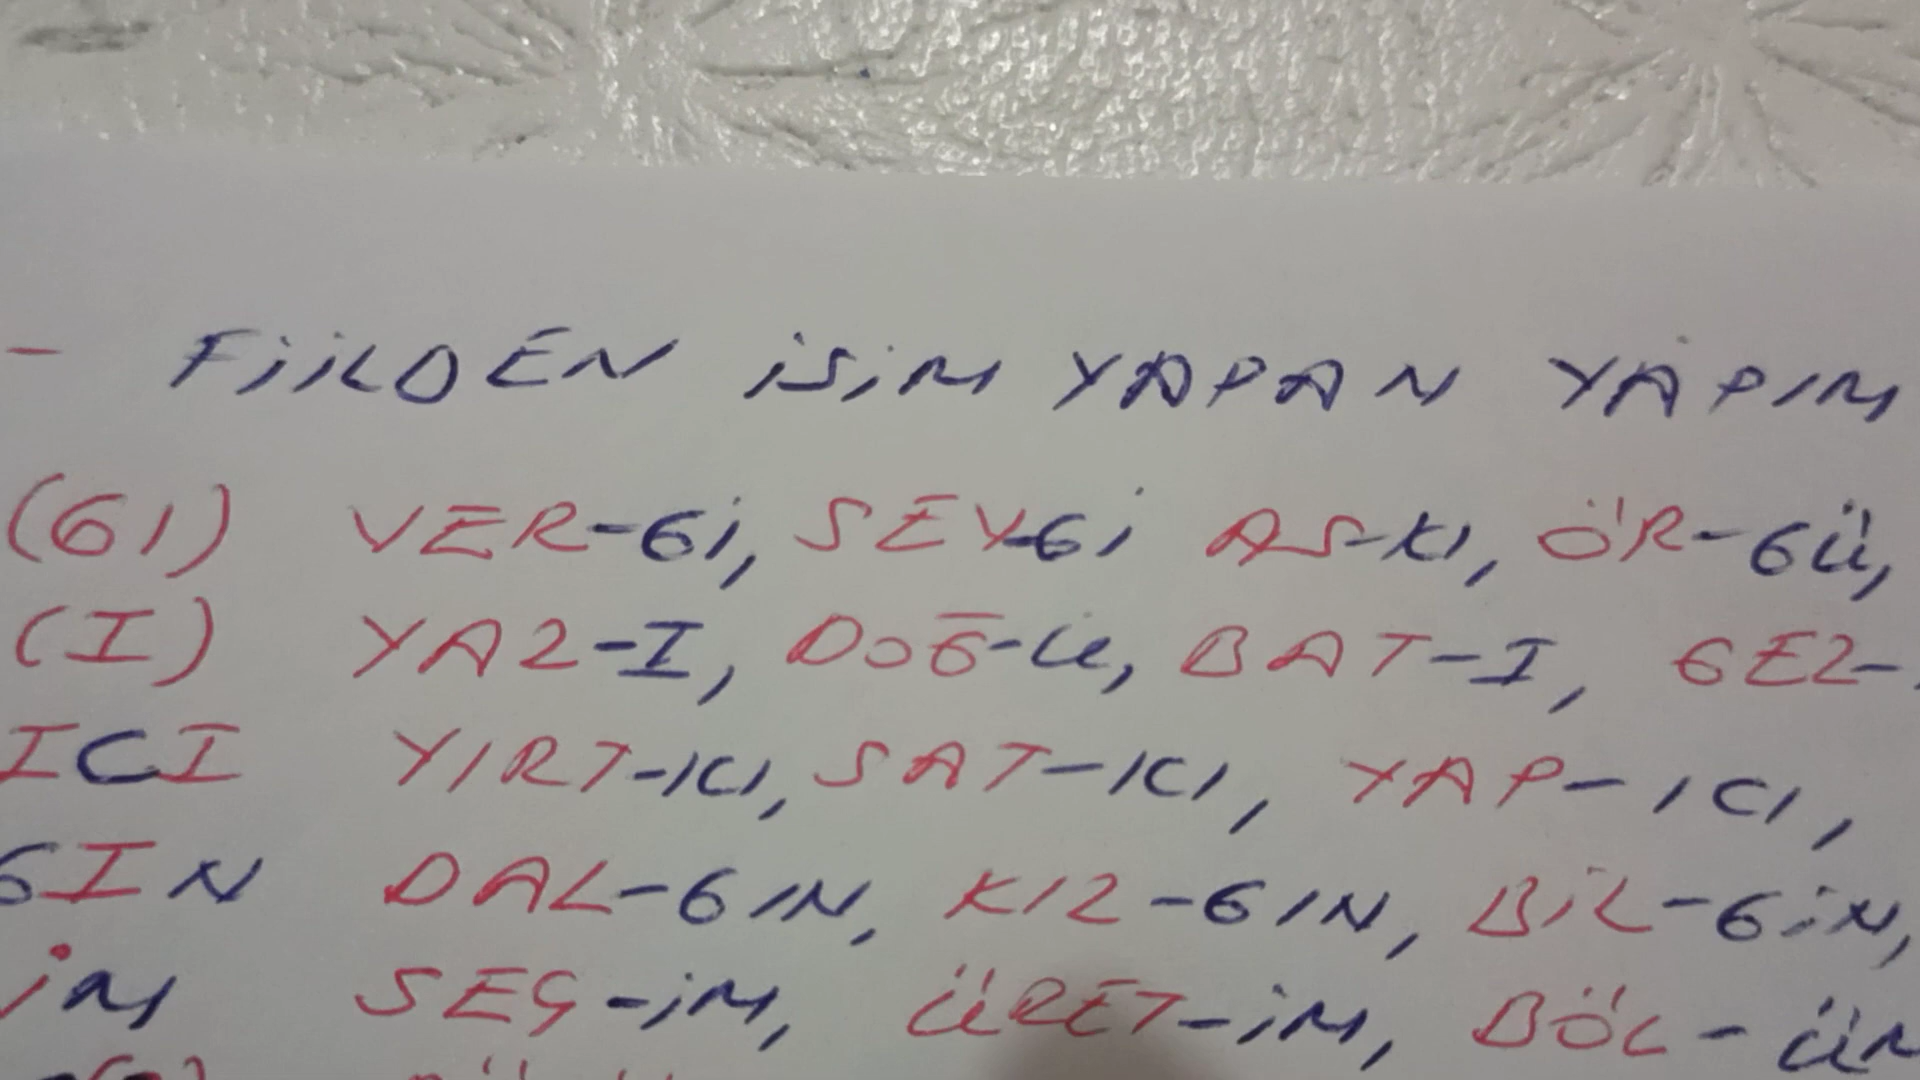 - FİİLDEN İSİM YAPAN YAPIM
(GI) VER-Gİ, SEV-Gİ AS-KI, ÖR-GÜ,
(I) YAZ-I, DOĞ-U, BAT-I, GEZ-
ICI YIRT-ICI, SAT-ICI, YAP-ICI,
GIN DAL-GIN, KIZ-GIN, BİL-GİN,
İM SEÇ-İM, ÜRET-İM, BÖL-ÜM